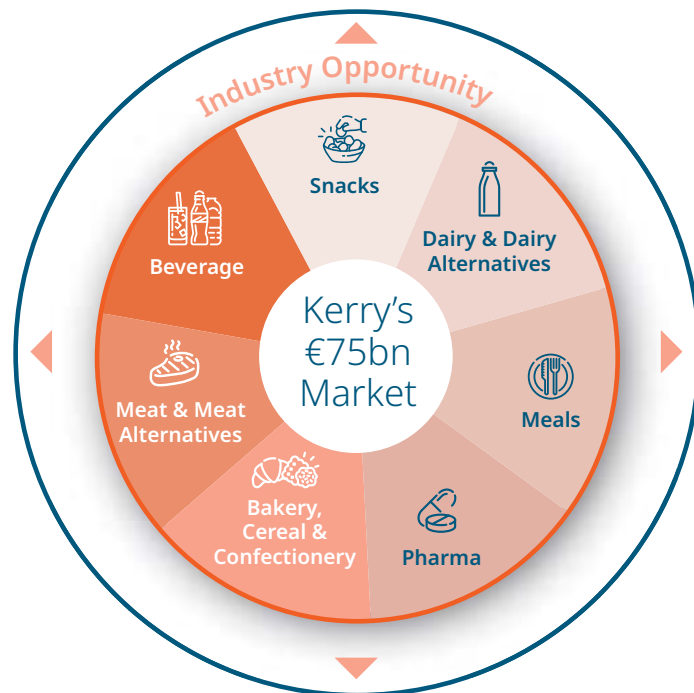 Industry Opportunity
Snacks
Dairy & Dairy
Alternatives
Meals
Pharma
Bakery,
Cereal &
Confectionery
Meat & Meat
Alternatives
Beverage
Kerry’s
€75bn
Market